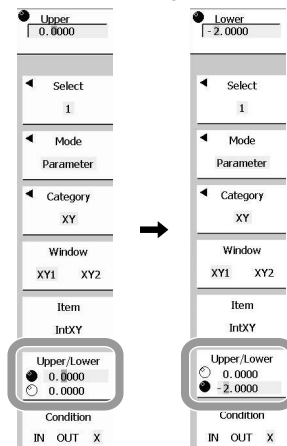 Upper
0.0000
Select
1
Mode
Parameter
Category
XY
Window
XY1 XY2
Item
IntXY
Upper/Lower
0.0000
0.0000
Condition
IN OUT X
Lower
-2.0000
Select
1
Mode
Parameter
Category
XY
Window
XY1 XY2
Item
IntXY
Upper/Lower
0.0000
-2.0000
Condition
IN OUT X